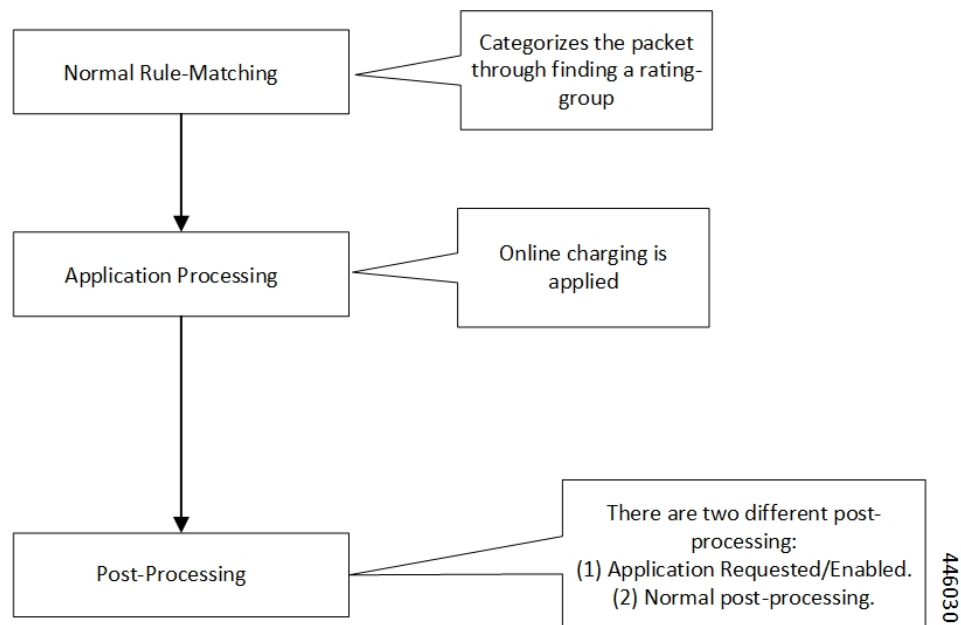 Normal Rule-Matching
Categorizes the packet
through finding a rating-
group
Application Processing
Online charging is
applied
Post-Processing
There are two different post-
processing:
(1) Application Requested/Enabled.
(2) Normal post-processing.
446030